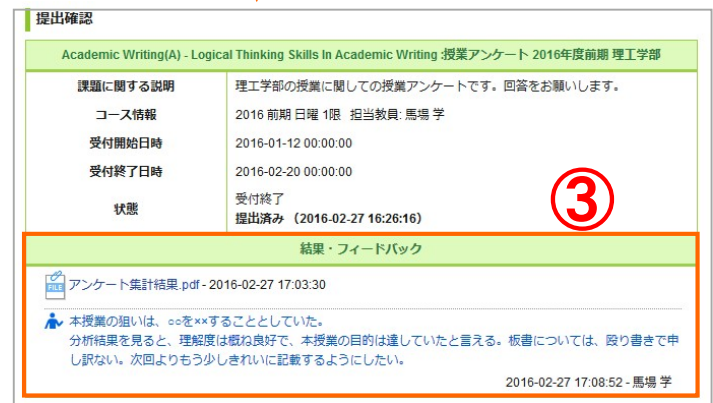 提出確認
Academic Writing(A) - Logical Thinking Skills In Academic Writing :授業アンケート 2016年度前期 理工学部
課題に関する説明 理工学部の授業に関しての授業アンケートです。回答をお願いします。
コース情報 2016 前期 日曜 1限 担当教員: 馬場 学
受付開始日時 2016-01-12 00:00:00
受付終了日時 2016-02-20 00:00:00
状態 受付終了
提出済み (2016-02-27 16:26:16)
③
結果・フィードバック
FILE アンケート集計結果.pdf - 2016-02-27 17:03:30
本授業の狙いは、○○を××することとしていた。
分析結果を見ると、理解度は概ね良好で、本授業の目的は達していたと言える。板書については、殴り書きで申
し訳ない。次回よりもう少しきれいに記載するようにしたい。
2016-02-27 17:08:52 - 馬場 学